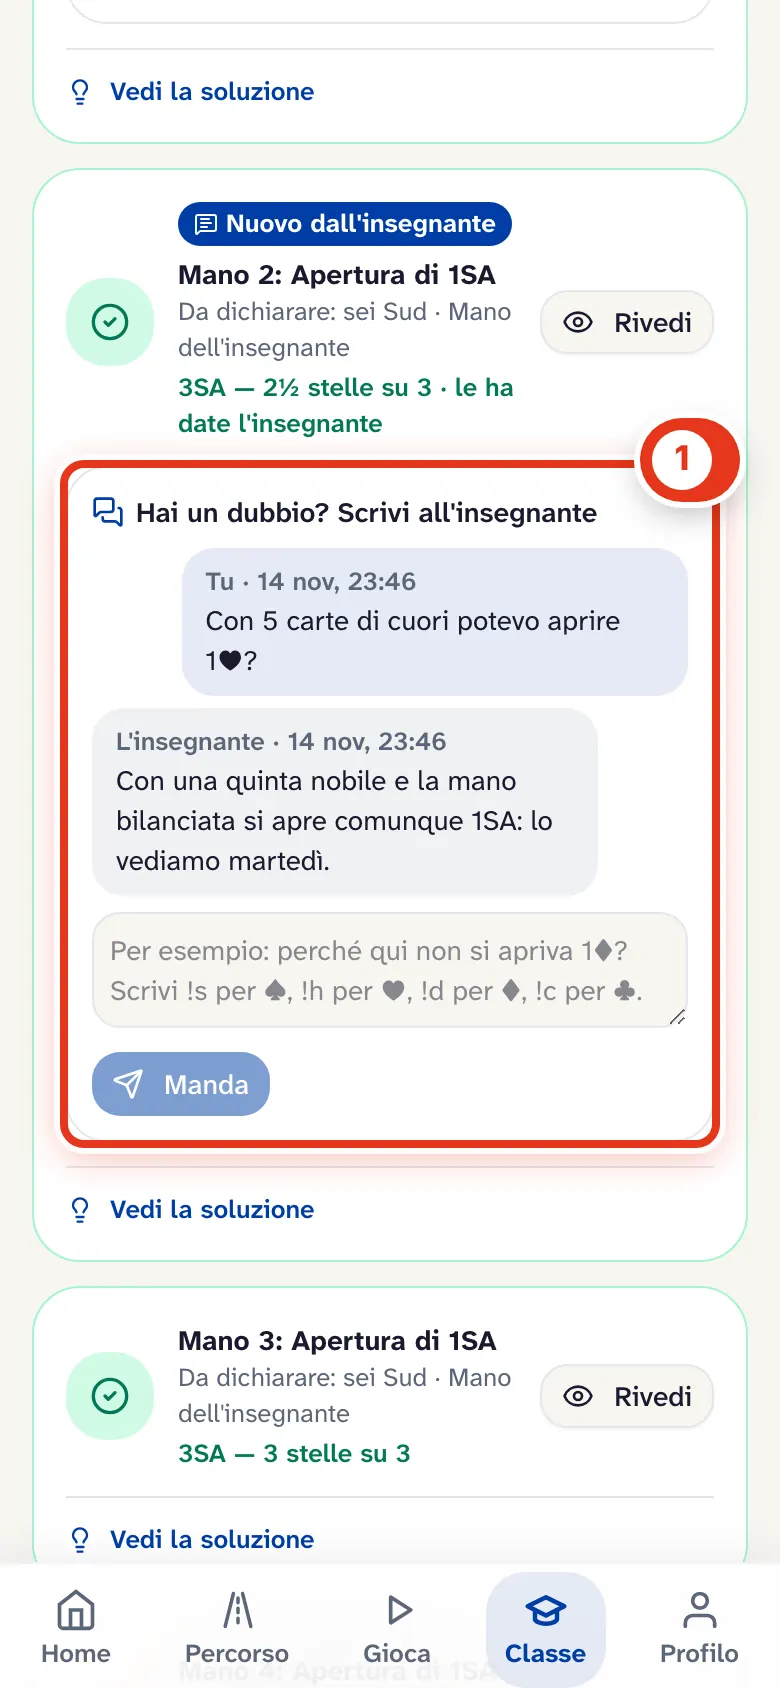 Vedi la soluzione
Nuovo dall'insegnante
Mano 2: Apertura di 1SA
Da dichiarare: sei Sud · Mano
dell'insegnante
Rivedi
3SA — 2½ stelle su 3 · le ha
date l'insegnante
1
Hai un dubbio? Scrivi all'insegnante
Tu · 14 nov, 23:46
Con 5 carte di cuori potevo aprire
1♥?
L'insegnante · 14 nov, 23:46
Con una quinta nobile e la mano
bilanciata si apre comunque 1SA: lo
vediamo martedì.
Per esempio: perché qui non si apriva 1♦?
Scrivi !s per ♠, !h per ♥, !d per ♦, !c per ♣.
Manda
Vedi la soluzione
Mano 3: Apertura di 1SA
Da dichiarare: sei Sud · Mano
dell'insegnante
Rivedi
3SA — 3 stelle su 3
Vedi la soluzione
Home
Percorso
Gioca
Classe
Profilo
Mano 4: Apertura di 1SA